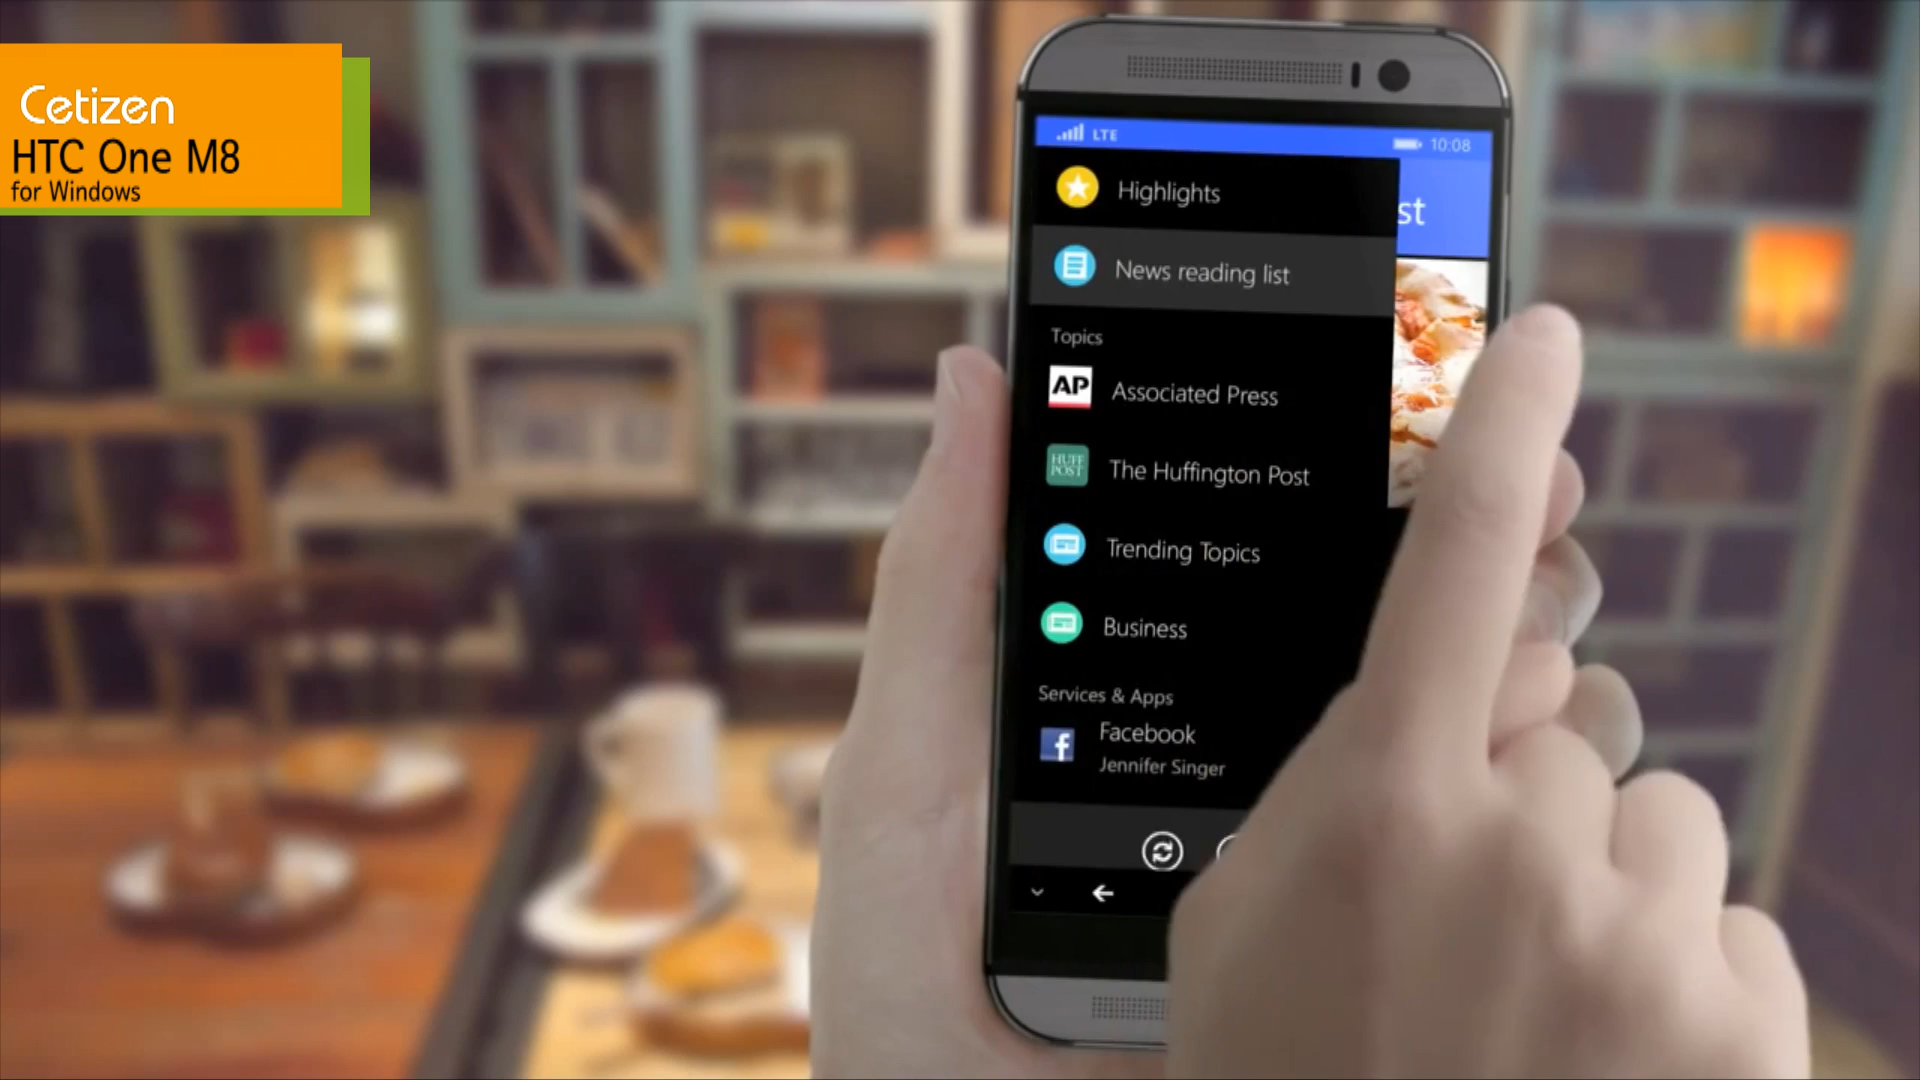 Cetizen
HTC One M8
for Windows
LTE
10:08
Highlights
st
News reading list
Topics
AP
Associated Press
HUFF
POST
The Huffington Post
Trending Topics
Business
Services & Apps
f
Facebook
Jennifer Singer